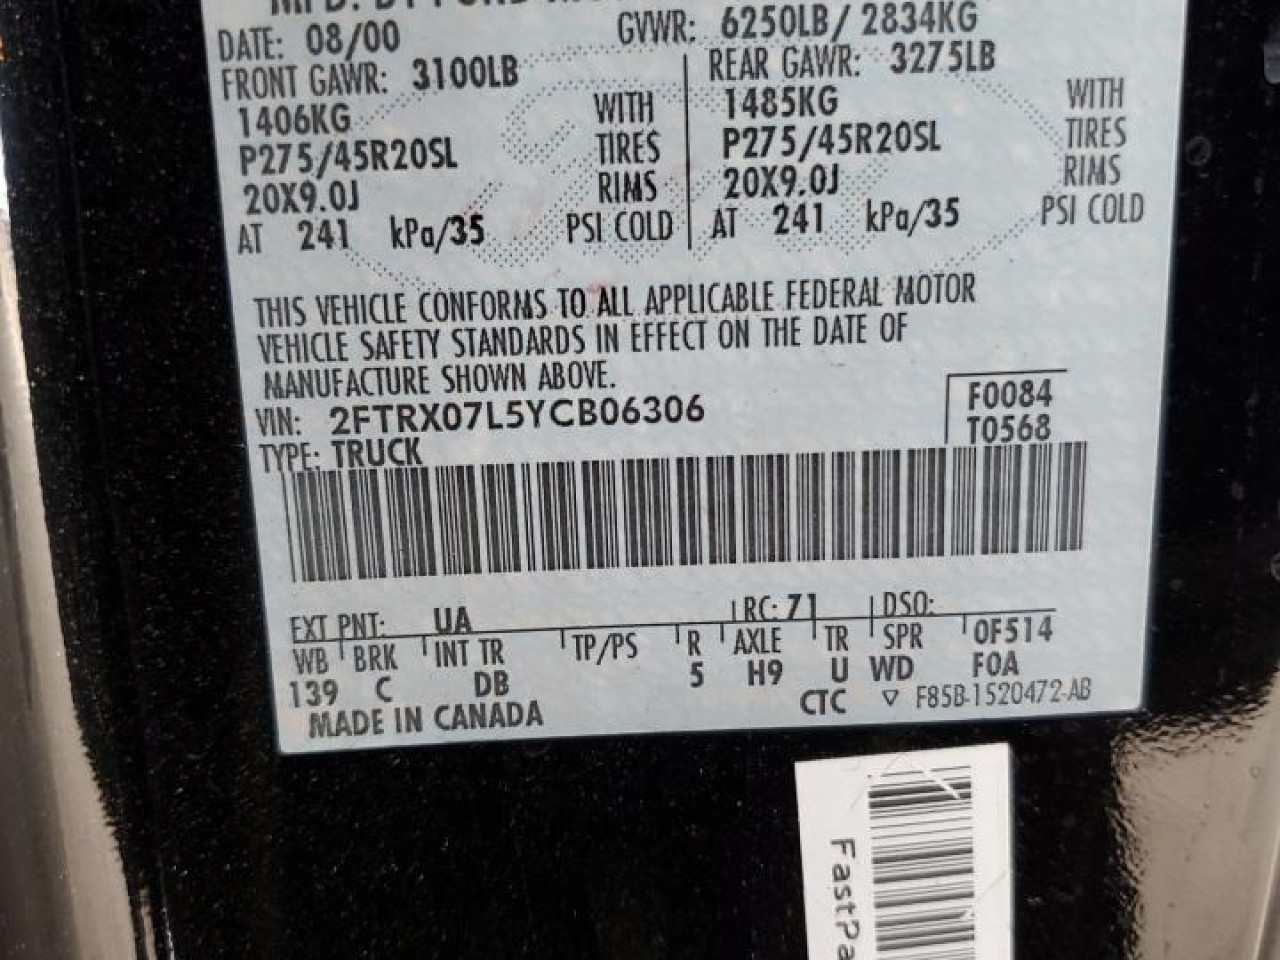 MFD. BY FORD
DATE: 08/00 GVWR: 6250LB/ 2834KG
FRONT GAWR: 3100LB REAR GAWR: 3275LB
1406KG WITH 1485KG WITH
P275/45R20SL TIRES P275/45R20SL TIRES
20X9.0J RIMS 20X9.0J RIMS
AT 241 kPa/35 PSI COLD AT 241 kPa/35 PSI COLD
THIS VEHICLE CONFORMS TO ALL APPLICABLE FEDERAL MOTOR
VEHICLE SAFETY STANDARDS IN EFFECT ON THE DATE OF
MANUFACTURE SHOWN ABOVE.
VIN: 2FTRX07L5YCB06306 F0084
TYPE: TRUCK T0568
EXT PNT: UA RC: 71 DSO:
WB BRK INT TR TP/PS R AXLE TR SPR 0F514
139 C DB 5 H9 U WD FOA
MADE IN CANADA CTC ▽ F85B-1520472-AB
FastPa